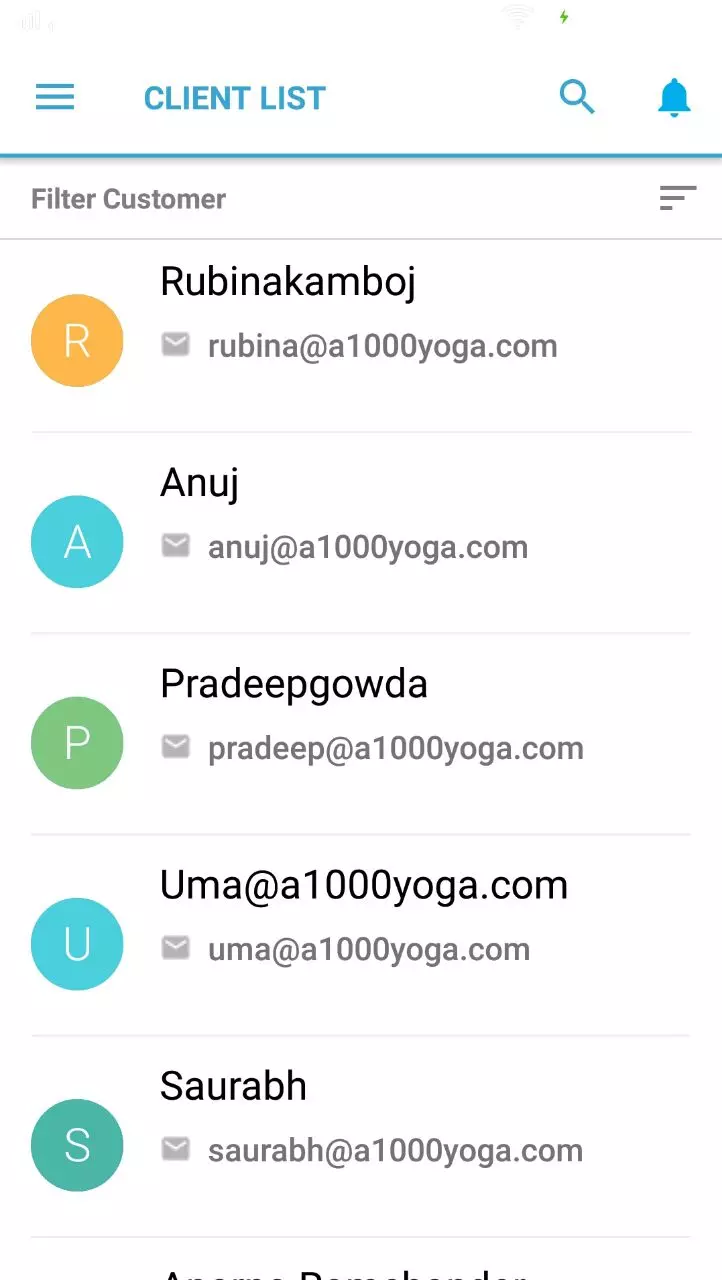 CLIENT LIST
Filter Customer
Rubinakamboj
R
rubina@a1000yoga.com
Anuj
A
anuj@a1000yoga.com
Pradeepgowda
P
pradeep@a1000yoga.com
Uma@a1000yoga.com
U
uma@a1000yoga.com
Saurabh
S
saurabh@a1000yoga.com